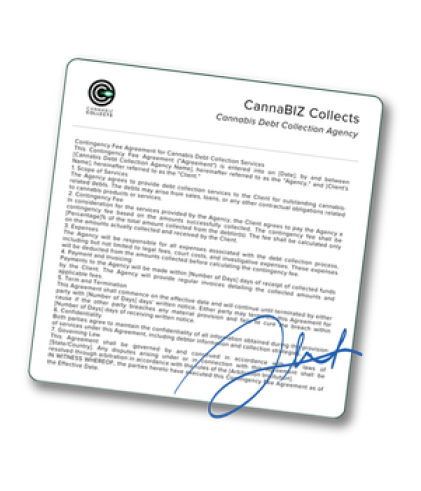 CANNABIZ
COLLECTS
CannaBIZ Collects
Cannabis Debt Collection Agency
Contingency Fee Agreement for Cannabis Debt Collection Services
This Contingency Fee Agreement ("Agreement") is entered into on [Date], by and between
[Cannabis Debt Collection Agency Name], hereinafter referred to as the "Agency," and [Client's
Name], hereinafter referred to as the "Client."
1. Scope of Services
The Agency agrees to provide debt collection services to the Client for outstanding cannabis-
related debts. The debts may arise from sales, loans, or any other contractual obligations related
to cannabis products or services.
2. Contingency Fee
In consideration for the services provided by the Agency, the Client agrees to pay the Agency a
contingency fee based on the amounts successfully collected. The contingency fee shall be
[Percentage]% of the total amount collected from the debtor(s). The fee shall be calculated only
on the amounts actually collected and received by the Client.
3. Expenses
The Agency will be responsible for all expenses associated with the debt collection process,
including but not limited to legal fees, court costs, and investigative expenses. These expenses
will be deducted from the amounts collected before calculating the contingency fee.
4. Payment and Invoicing
Payments to the Agency will be made within [Number of Days] days of receipt of collected funds
by the Client. The Agency will provide regular invoices detailing the collected amounts and
applicable fees.
5. Term and Termination
This Agreement shall commence on the effective date and will continue until terminated by either
party with [Number of Days] days' written notice. Either party may terminate this Agreement for
cause if the other party breaches any material provision and fails to cure the breach within
[Number of Days] days of receiving written notice.
6. Confidentiality
Both parties agree to maintain the confidentiality of all information obtained during the provision
of services under this Agreement, including debtor information and collection strategies.
7. Governing Law
This Agreement shall be governed by and construed in accordance with the laws of
[State/Country]. Any disputes arising under or in connection with this Agreement shall be
resolved through arbitration in accordance with the rules of the [Arbitration Institution].
IN WITNESS WHEREOF, the parties hereto have executed this Contingency Fee Agreement as of
the Effective Date.